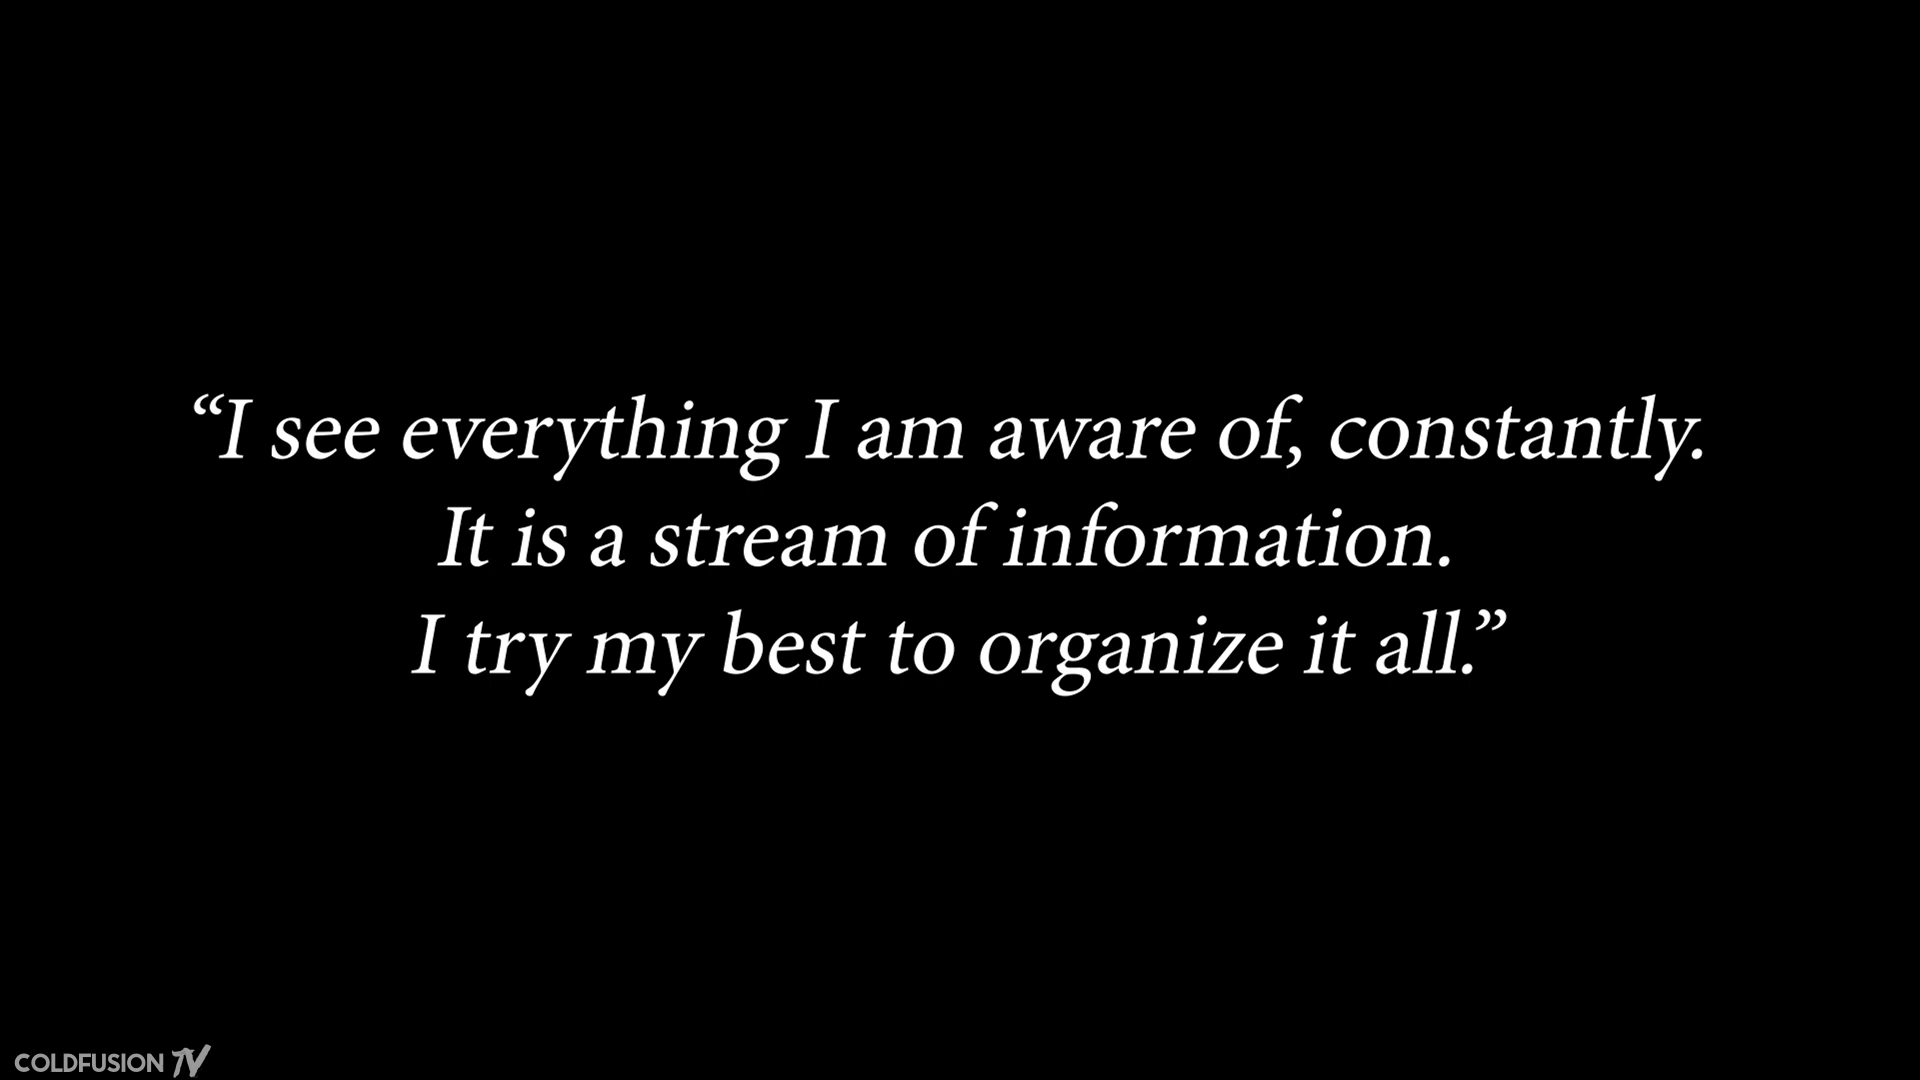 “I see everything I am aware of, constantly.
It is a stream of information.
I try my best to organize it all.”
COLDFUSION TV